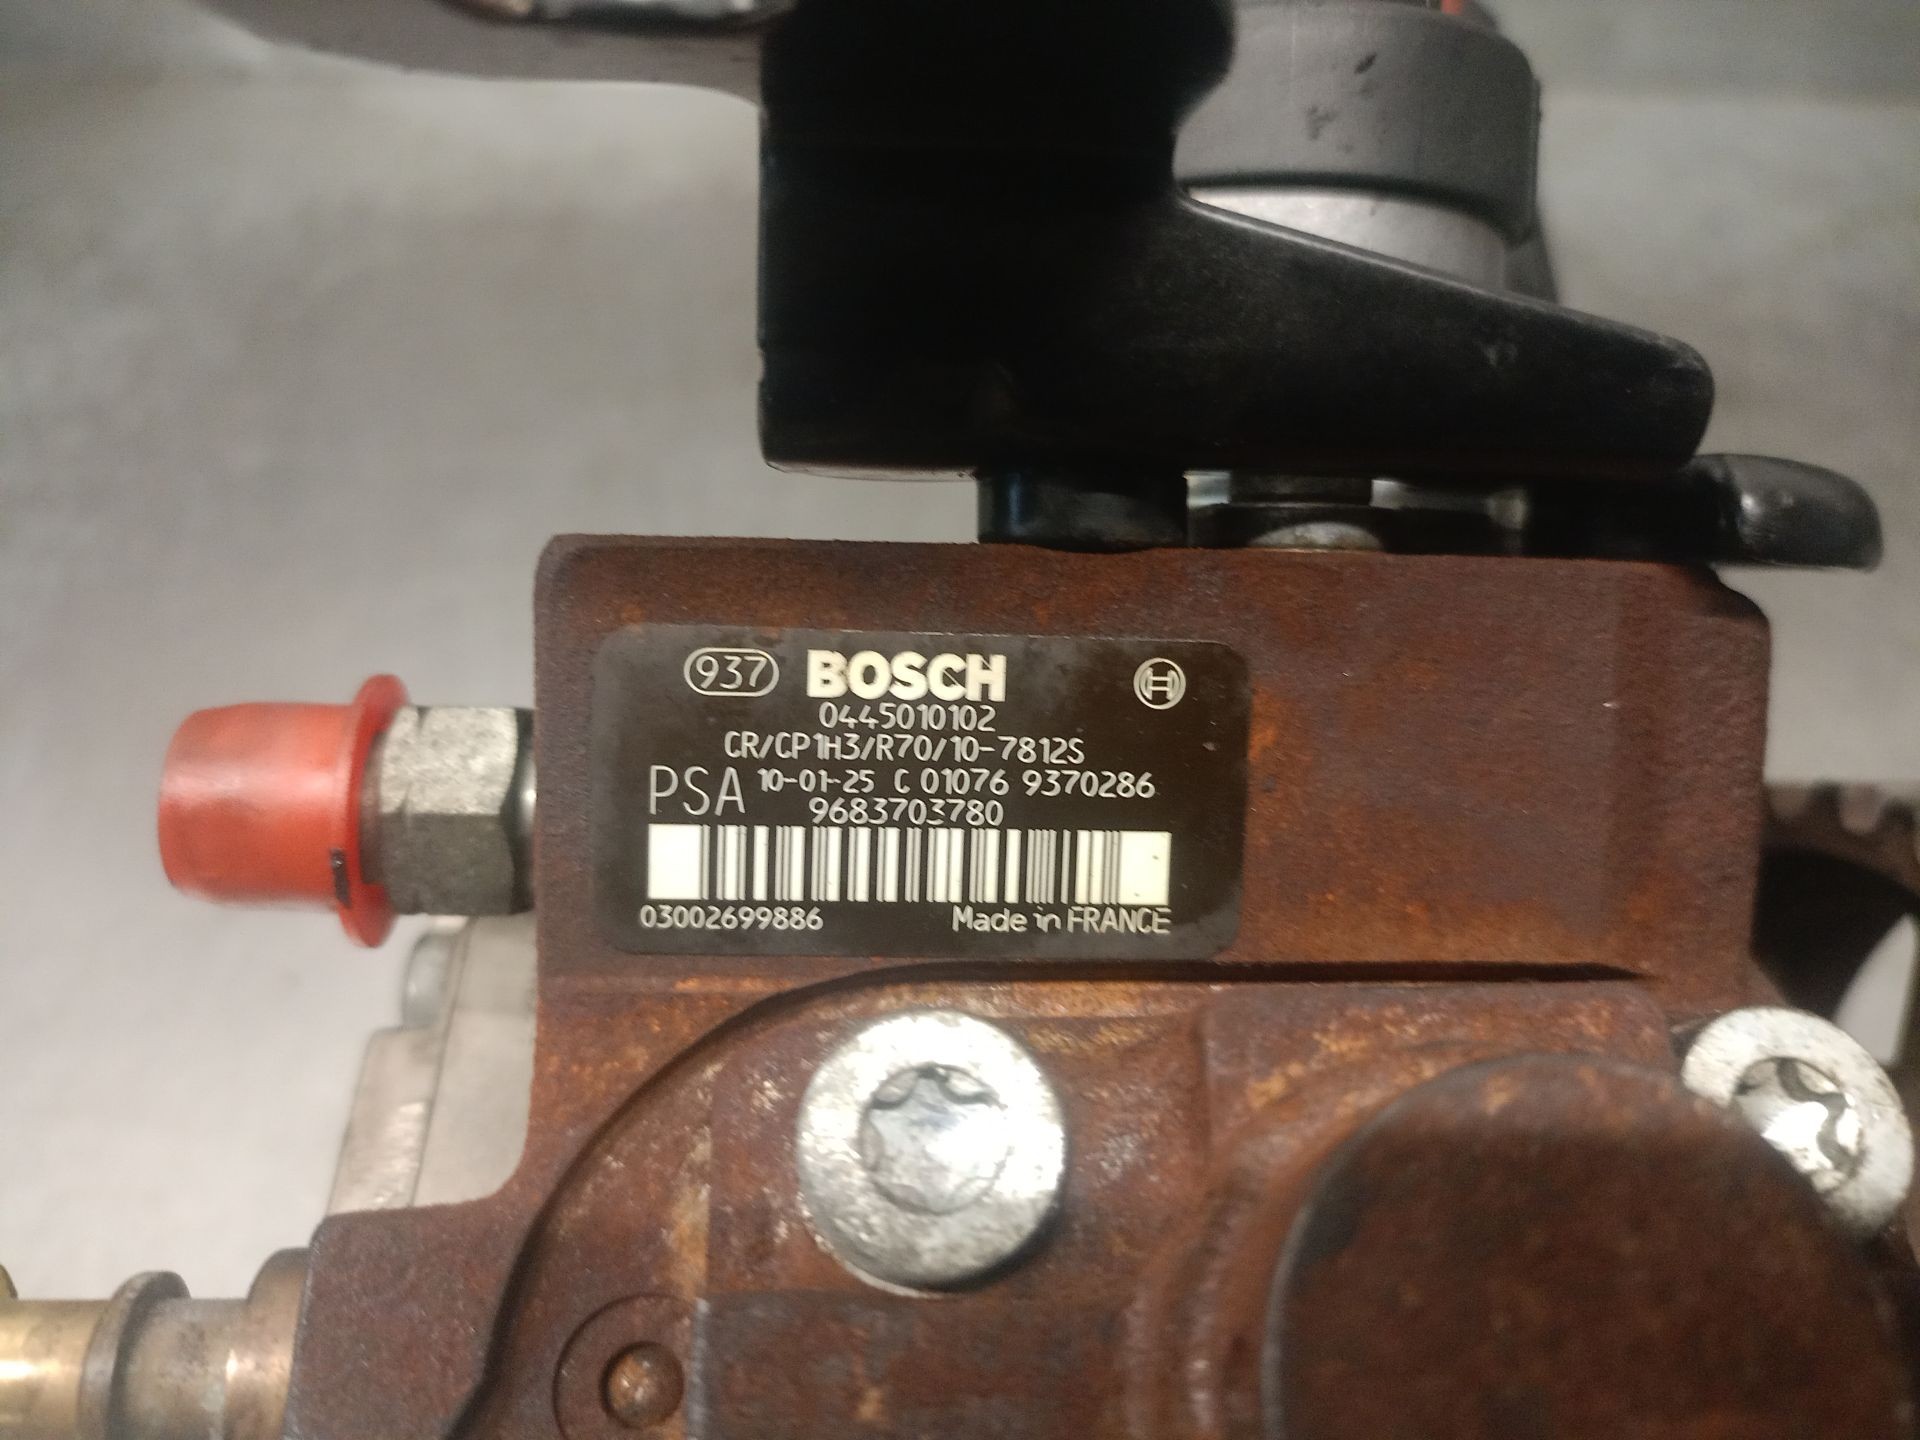 937 BOSCH
0445010102
CR/CP1H3/R70/10-7812S
PSA 10-01-25 C 01076 9370286
9683703780
03002699886 Made in FRANCE